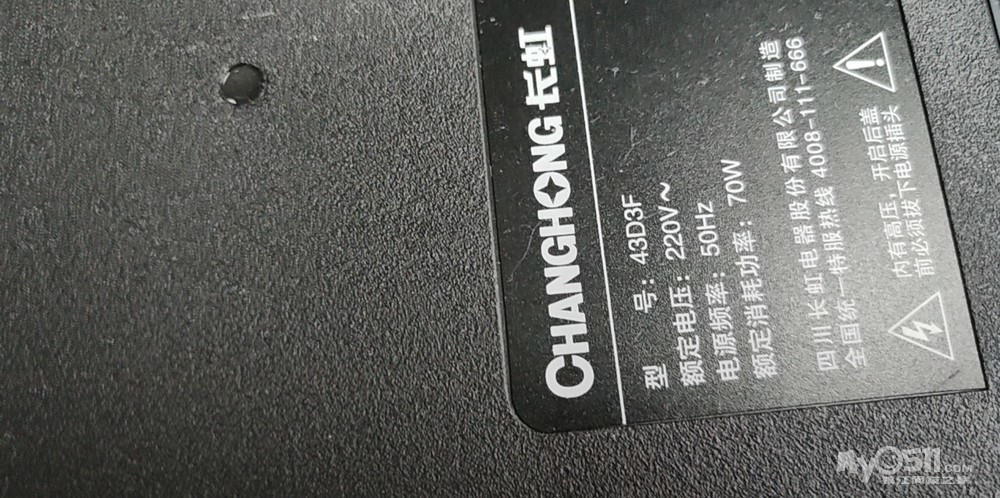 CHANGHONG 长虹
型 号：43D3F
额定电压：220V～
电源频率：50Hz
额定消耗功率：70W
四川长虹电器股份有限公司制造
全国统一特服热线 4008-111-666
内有高压，开启后盖
前必须拔下电源插头
MyOS11.COM